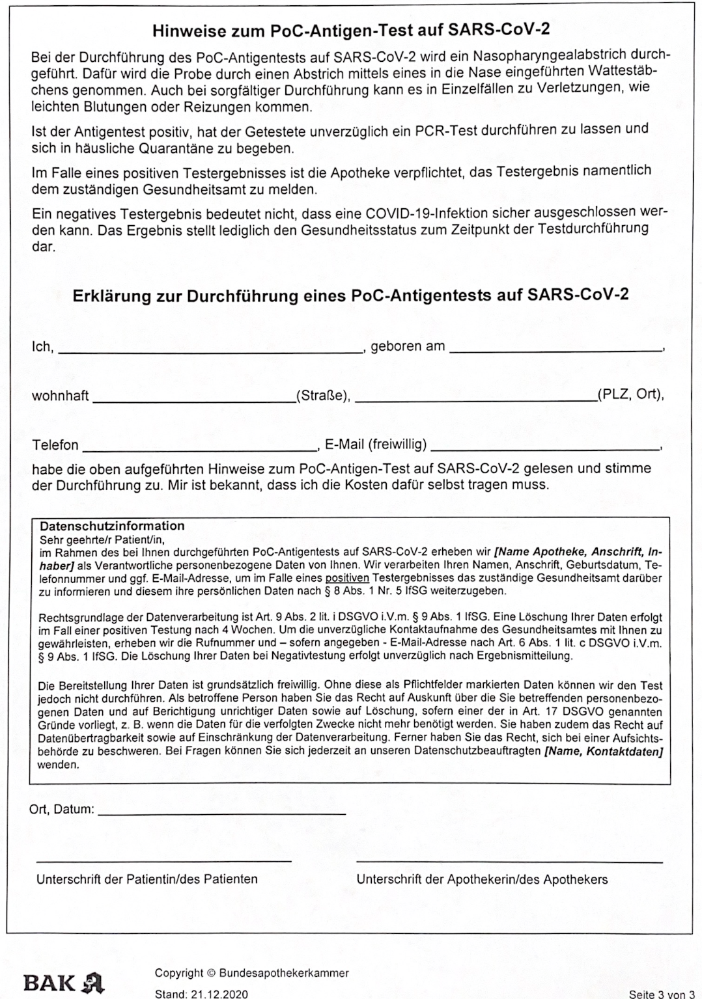 Hinweise zum PoC-Antigen-Test auf SARS-CoV-2
Bei der Durchführung des PoC-Antigentests auf SARS-CoV-2 wird ein Nasopharyngealabstrich durch-
geführt. Dafür wird die Probe durch einen Abstrich mittels eines in die Nase eingeführten Wattestäb-
chens genommen. Auch bei sorgfältiger Durchführung kann es in Einzelfällen zu Verletzungen, wie
leichten Blutungen oder Reizungen kommen.
Ist der Antigentest positiv, hat der Getestete unverzüglich ein PCR-Test durchführen zu lassen und
sich in häusliche Quarantäne zu begeben.
Im Falle eines positiven Testergebnisses ist die Apotheke verpflichtet, das Testergebnis namentlich
dem zuständigen Gesundheitsamt zu melden.
Ein negatives Testergebnis bedeutet nicht, dass eine COVID-19-Infektion sicher ausgeschlossen wer-
den kann. Das Ergebnis stellt lediglich den Gesundheitsstatus zum Zeitpunkt der Testdurchführung
dar.
Erklärung zur Durchführung eines PoC-Antigentests auf SARS-CoV-2
Ich, ____________________, geboren am ____________________,
wohnhaft ____________________(Straße), ____________________(PLZ, Ort),
Telefon ____________________, E-Mail (freiwillig) ____________________,
habe die oben aufgeführten Hinweise zum PoC-Antigen-Test auf SARS-CoV-2 gelesen und stimme
der Durchführung zu. Mir ist bekannt, dass ich die Kosten dafür selbst tragen muss.
Datenschutzinformation
Sehr geehrte/r Patient/in,
im Rahmen des bei Ihnen durchgeführten PoC-Antigentests auf SARS-CoV-2 erheben wir [Name Apotheke, Anschrift, In-
haber] als Verantwortliche personenbezogene Daten von Ihnen. Wir verarbeiten Ihren Namen, Anschrift, Geburtsdatum, Te-
lefonnummer und ggf. E-Mail-Adresse, um im Falle eines positiven Testergebnisses das zuständige Gesundheitsamt darüber
zu informieren und diesem ihre persönlichen Daten nach § 8 Abs. 1 Nr. 5 IfSG weiterzugeben.
Rechtsgrundlage der Datenverarbeitung ist Art. 9 Abs. 2 lit. i DSGVO i.V.m. § 9 Abs. 1 IfSG. Eine Löschung Ihrer Daten erfolgt
im Fall einer positiven Testung nach 4 Wochen. Um die unverzügliche Kontaktaufnahme des Gesundheitsamtes mit Ihnen zu
gewährleisten, erheben wir die Rufnummer und – sofern angegeben - E-Mail-Adresse nach Art. 6 Abs. 1 lit. c DSGVO i.V.m.
§ 9 Abs. 1 IfSG. Die Löschung Ihrer Daten bei Negativtestung erfolgt unverzüglich nach Ergebnismitteilung.
Die Bereitstellung Ihrer Daten ist grundsätzlich freiwillig. Ohne diese als Pflichtfelder markierten Daten können wir den Test
jedoch nicht durchführen. Als betroffene Person haben Sie das Recht auf Auskunft über die Sie betreffenden personenbezo-
genen Daten und auf Berichtigung unrichtiger Daten sowie auf Löschung, sofern einer der in Art. 17 DSGVO genannten
Gründe vorliegt, z. B. wenn die Daten für die verfolgten Zwecke nicht mehr benötigt werden. Sie haben zudem das Recht auf
Datenübertragbarkeit sowie auf Einschränkung der Datenverarbeitung. Ferner haben Sie das Recht, sich bei einer Aufsichts-
behörde zu beschweren. Bei Fragen können Sie sich jederzeit an unseren Datenschutzbeauftragten [Name, Kontaktdaten]
wenden.
Ort, Datum: ____________________
Unterschrift der Patientin/des Patienten
Unterschrift der Apothekerin/des Apothekers
BAK
Copyright © Bundesapothekerkammer
Stand: 21.12.2020
Seite 3 von 3